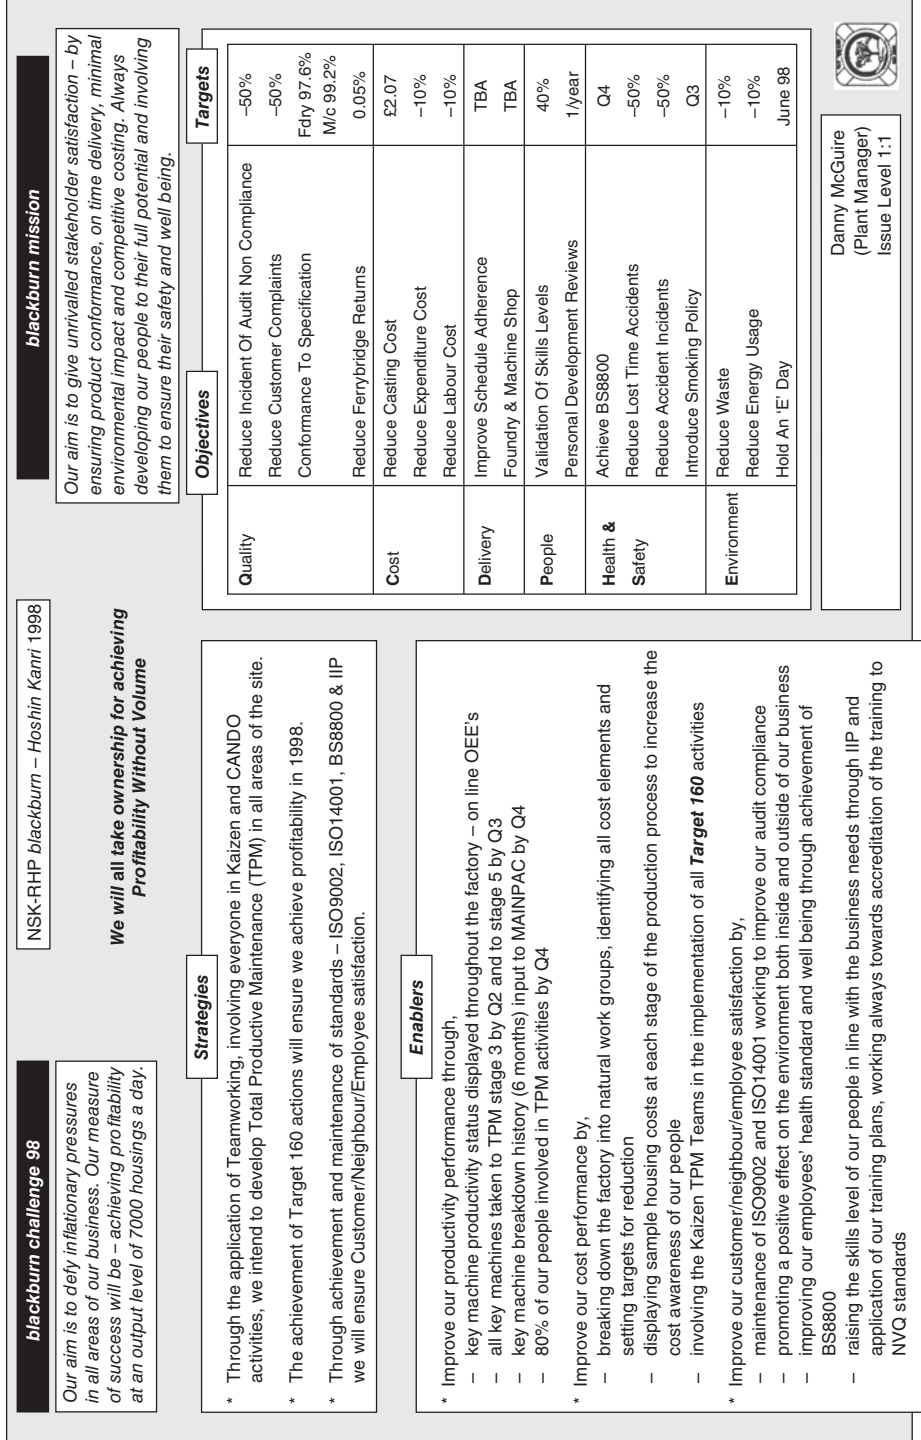 blackburn challenge 98
Our aim is to defy inflationary pressures
in all areas of our business. Our measure
of success will be – achieving profitability
at an output level of 7000 housings a day.
NSK-RHP blackburn – Hoshin Kanri 1998
We will all take ownership for achieving
Profitability Without Volume
blackburn mission
Our aim is to give unrivalled stakeholder satisfaction – by
ensuring product conformance, on time delivery, minimal
environmental impact and competitive costing. Always
developing our people to their full potential and involving
them to ensure their safety and well being.
Strategies
* Through the application of Teamworking, involving everyone in Kaizen and CANDO
activities, we intend to develop Total Productive Maintenance (TPM) in all areas of the site.
* The achievement of Target 160 actions will ensure we achieve profitability in 1998.
* Through achievement and maintenance of standards – ISO9002, ISO14001, BS8800 & IIP
we will ensure Customer/Neighbour/Employee satisfaction.
Enablers
* Improve our productivity performance through,
– key machine productivity status displayed throughout the factory – on line OEE's
– all key machines taken to TPM stage 3 by Q2 and to stage 5 by Q3
– key machine breakdown history (6 months) input to MAINPAC by Q4
– 80% of our people involved in TPM activities by Q4
* Improve our cost performance by,
– breaking down the factory into natural work groups, identifying all cost elements and
setting targets for reduction
– displaying sample housing costs at each stage of the production process to increase the
cost awareness of our people
– involving the Kaizen TPM Teams in the implementation of all Target 160 activities
* Improve our customer/neighbour/employee satisfaction by,
– maintenance of ISO9002 and ISO14001 working to improve our audit compliance
– promoting a positive effect on the environment both inside and outside of our business
– improving our employees' health standard and well being through achievement of
BS8800
– raising the skills level of our people in line with the business needs through IIP and
application of our training plans, working always towards accreditation of the training to
NVQ standards
Objectives Targets
Quality Reduce Incident Of Audit Non Compliance –50%
Reduce Customer Complaints –50%
Conformance To Specification Fdry 97.6%
M/c 99.2%
Reduce Ferrybridge Returns 0.05%
Cost Reduce Casting Cost £2.07
Reduce Expenditure Cost –10%
Reduce Labour Cost –10%
Delivery Improve Schedule Adherence TBA
Foundry & Machine Shop TBA
People Validation Of Skills Levels 40%
Personal Development Reviews 1/year
Health & Achieve BS8800 Q4
Safety Reduce Lost Time Accidents –50%
Reduce Accident Incidents –50%
Introduce Smoking Policy Q3
Environment Reduce Waste –10%
Reduce Energy Usage –10%
Hold An 'E' Day June 98
Danny McGuire
(Plant Manager)
Issue Level 1:1